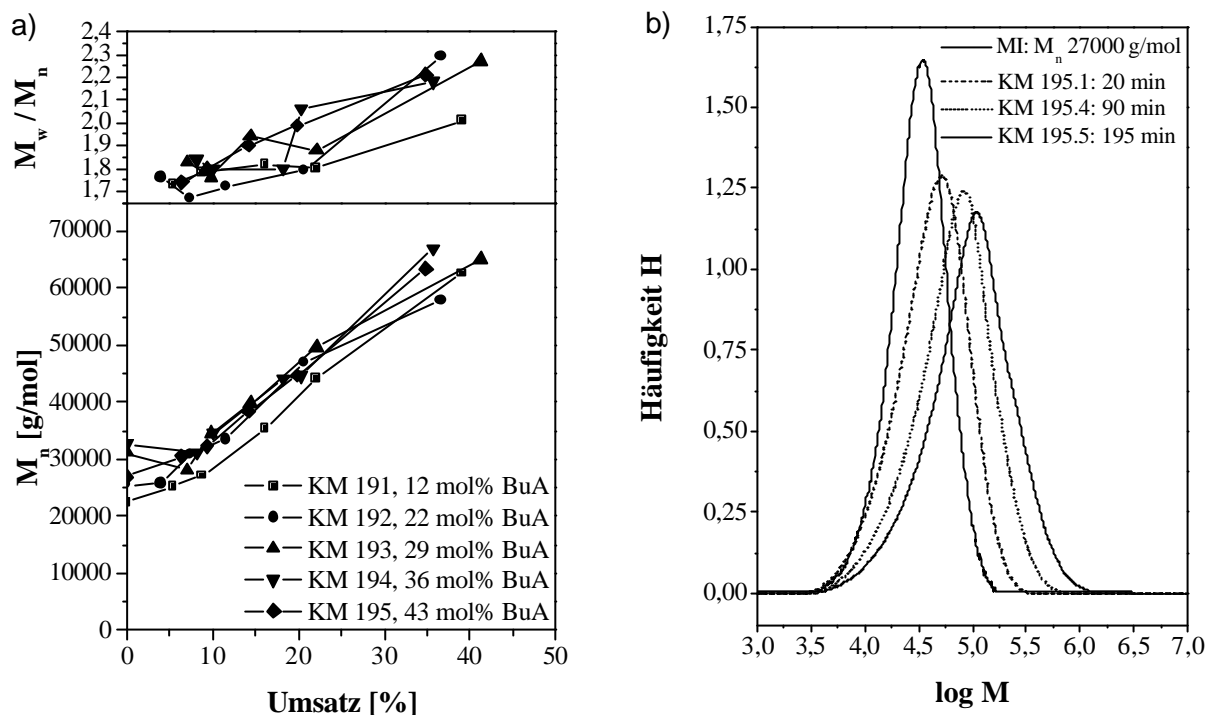 a)
M_w / M_n
2,4
2,3
2,2
2,1
2,0
1,9
1,8
1,7
M_n [g/mol]
70000
60000
50000
40000
30000
20000
10000
0
KM 191, 12 mol% BuA
KM 192, 22 mol% BuA
KM 193, 29 mol% BuA
KM 194, 36 mol% BuA
KM 195, 43 mol% BuA
0 10 20 30 40 50
Umsatz [%]
b)
Häufigkeit H
1,75
1,50
1,25
1,00
0,75
0,50
0,25
0,00
MI: M_n 27000 g/mol
KM 195.1: 20 min
KM 195.4: 90 min
KM 195.5: 195 min
3,0 3,5 4,0 4,5 5,0 5,5 6,0 6,5 7,0
log M